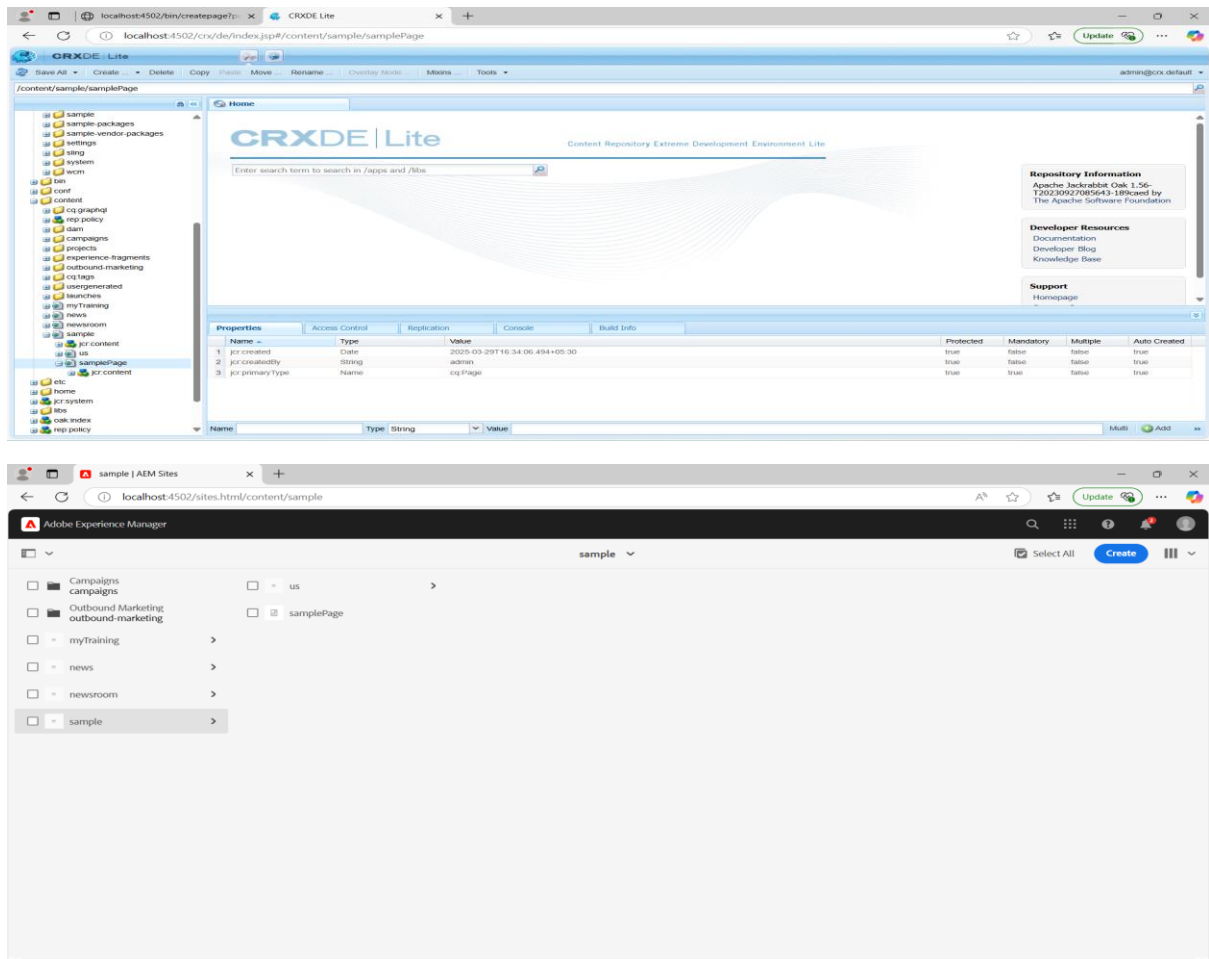 localhost:4502/bin/createpage?p
CRXDE Lite
localhost:4502/crx/de/index.jsp#/content/sample/samplePage
Update
CRXDE Lite
Save All Create ... Delete Copy Paste Move ... Rename ... Overlay Node ... Mixins ... Tools
admin@crx.default
/content/sample/samplePage
Home
sample
sample-packages
sample-vendor-packages
settings
sling
system
wcm
bin
conf
content
cq:graphql
rep:policy
dam
campaigns
projects
experience-fragments
outbound-marketing
cq:tags
usergenerated
launches
myTraining
news
newsroom
sample
jcr:content
us
samplePage
jcr:content
etc
home
jcr:system
libs
oak:index
rep:policy
CRXDE | Lite
Content Repository Extreme Development Environment Lite
Enter search term to search in /apps and /libs
Repository Information
Apache Jackrabbit Oak 1.56-
T20230927085643-189caed by
The Apache Software Foundation
Developer Resources
Documentation
Developer Blog
Knowledge Base
Support
Homepage
Properties Access Control Replication Console Build Info
Name Type Value Protected Mandatory Multiple Auto Created
1 jcr:created Date 2025-03-29T16:34:06.494+05:30 true false false true
2 jcr:createdBy String admin true false false true
3 jcr:primaryType Name cq:Page true true false true
Name Type String Value Multi Add
sample | AEM Sites
localhost:4502/sites.html/content/sample
Update
Adobe Experience Manager
sample
Select All
Create
Campaigns
campaigns
Outbound Marketing
outbound-marketing
myTraining
news
newsroom
sample
us
samplePage